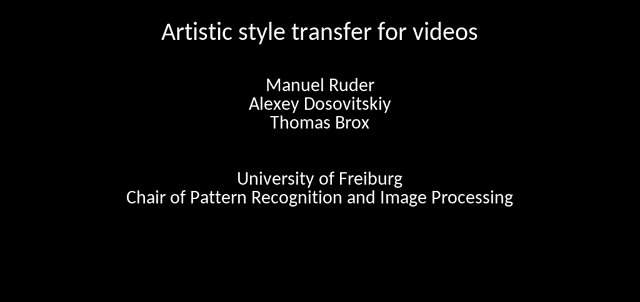 Artistic style transfer for videos
Manuel Ruder
Alexey Dosovitskiy
Thomas Brox
University of Freiburg
Chair of Pattern Recognition and Image Processing